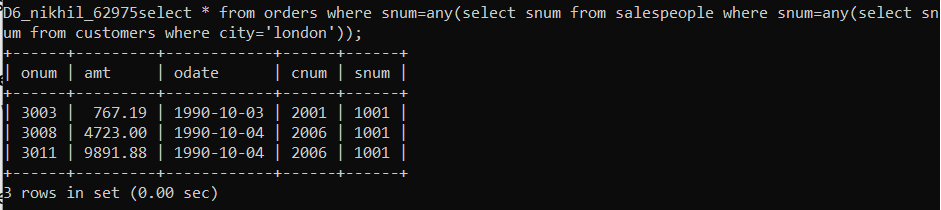 D6_nikhil_62975select * from orders where snum=any(select snum from salespeople where snum=any(select sn
um from customers where city='london'));
+------+---------+------------+------+------+
| onum | amt     | odate      | cnum | snum |
+------+---------+------------+------+------+
| 3003 |  767.19 | 1990-10-03 | 2001 | 1001 |
| 3008 | 4723.00 | 1990-10-04 | 2006 | 1001 |
| 3011 | 9891.88 | 1990-10-04 | 2006 | 1001 |
+------+---------+------------+------+------+
3 rows in set (0.00 sec)